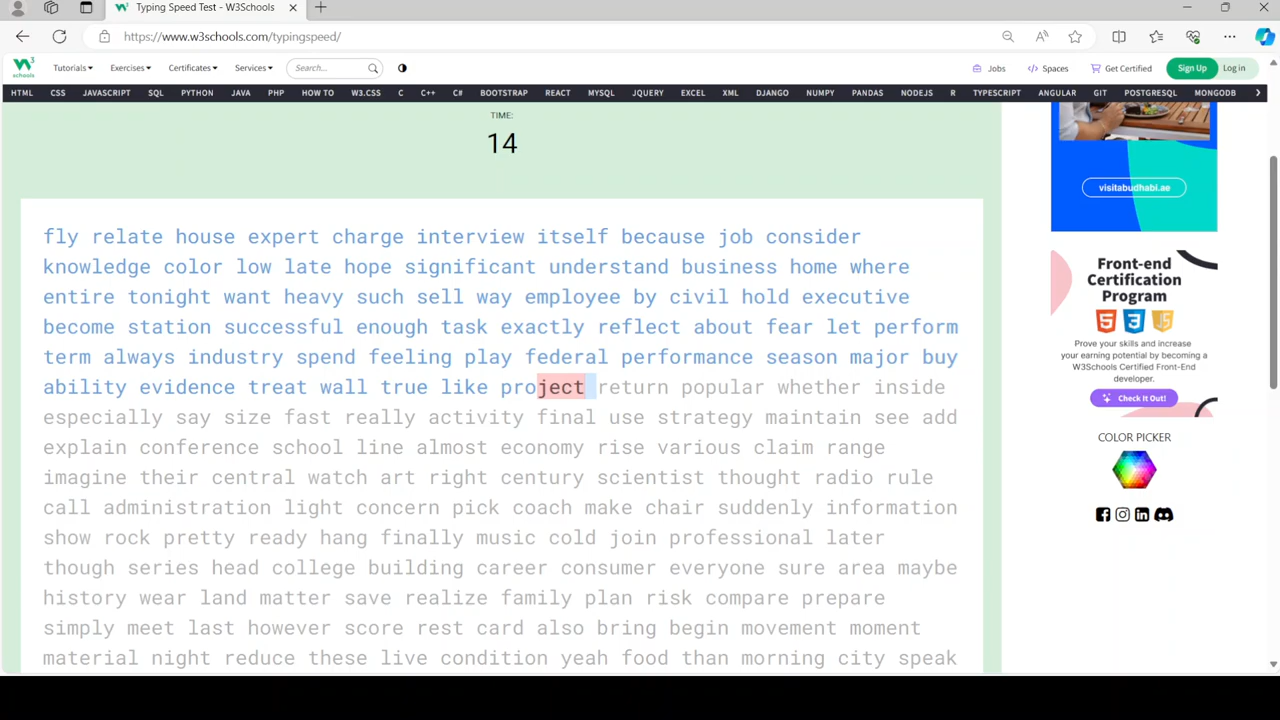 Typing Speed Test - W3Schools
https://www.w3schools.com/typingspeed/
W3 schools Tutorials Exercises Certificates Services Search... Jobs Spaces Get Certified Sign Up Log in
HTML CSS JAVASCRIPT SQL PYTHON JAVA PHP HOW TO W3.CSS C C++ C# BOOTSTRAP REACT MYSQL JQUERY EXCEL XML DJANGO NUMPY PANDAS NODEJS R TYPESCRIPT ANGULAR GIT POSTGRESQL MONGODB
TIME:
14
fly relate house expert charge interview itself because job consider
knowledge color low late hope significant understand business home where
entire tonight want heavy such sell way employee by civil hold executive
become station successful enough task exactly reflect about fear let perform
term always industry spend feeling play federal performance season major buy
ability evidence treat wall true like project return popular whether inside
especially say size fast really activity final use strategy maintain see add
explain conference school line almost economy rise various claim range
imagine their central watch art right century scientist thought radio rule
call administration light concern pick coach make chair suddenly information
show rock pretty ready hang finally music cold join professional later
though series head college building career consumer everyone sure area maybe
history wear land matter save realize family plan risk compare prepare
simply meet last however score rest card also bring begin movement moment
material night reduce these live condition yeah food than morning city speak
visitabudhabi.ae
Front-end
Certification
Program
5 3 JS
Prove your skills and increase
your earning potential by becoming a
W3Schools Certified Front-End
developer.
Check It Out!
COLOR PICKER